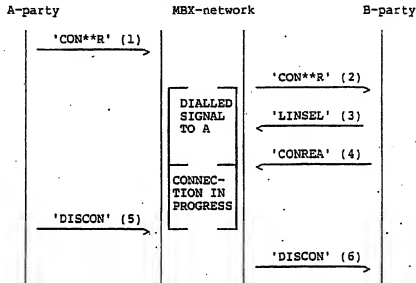 A-party MBX-network B-party
'CON**R' (1)
'CON**R' (2)
DIALLED
SIGNAL
TO A
'LINSEL' (3)
'CONREA' (4)
CONNEC-
TION IN
PROGRESS
'DISCON' (5)
'DISCON' (6)